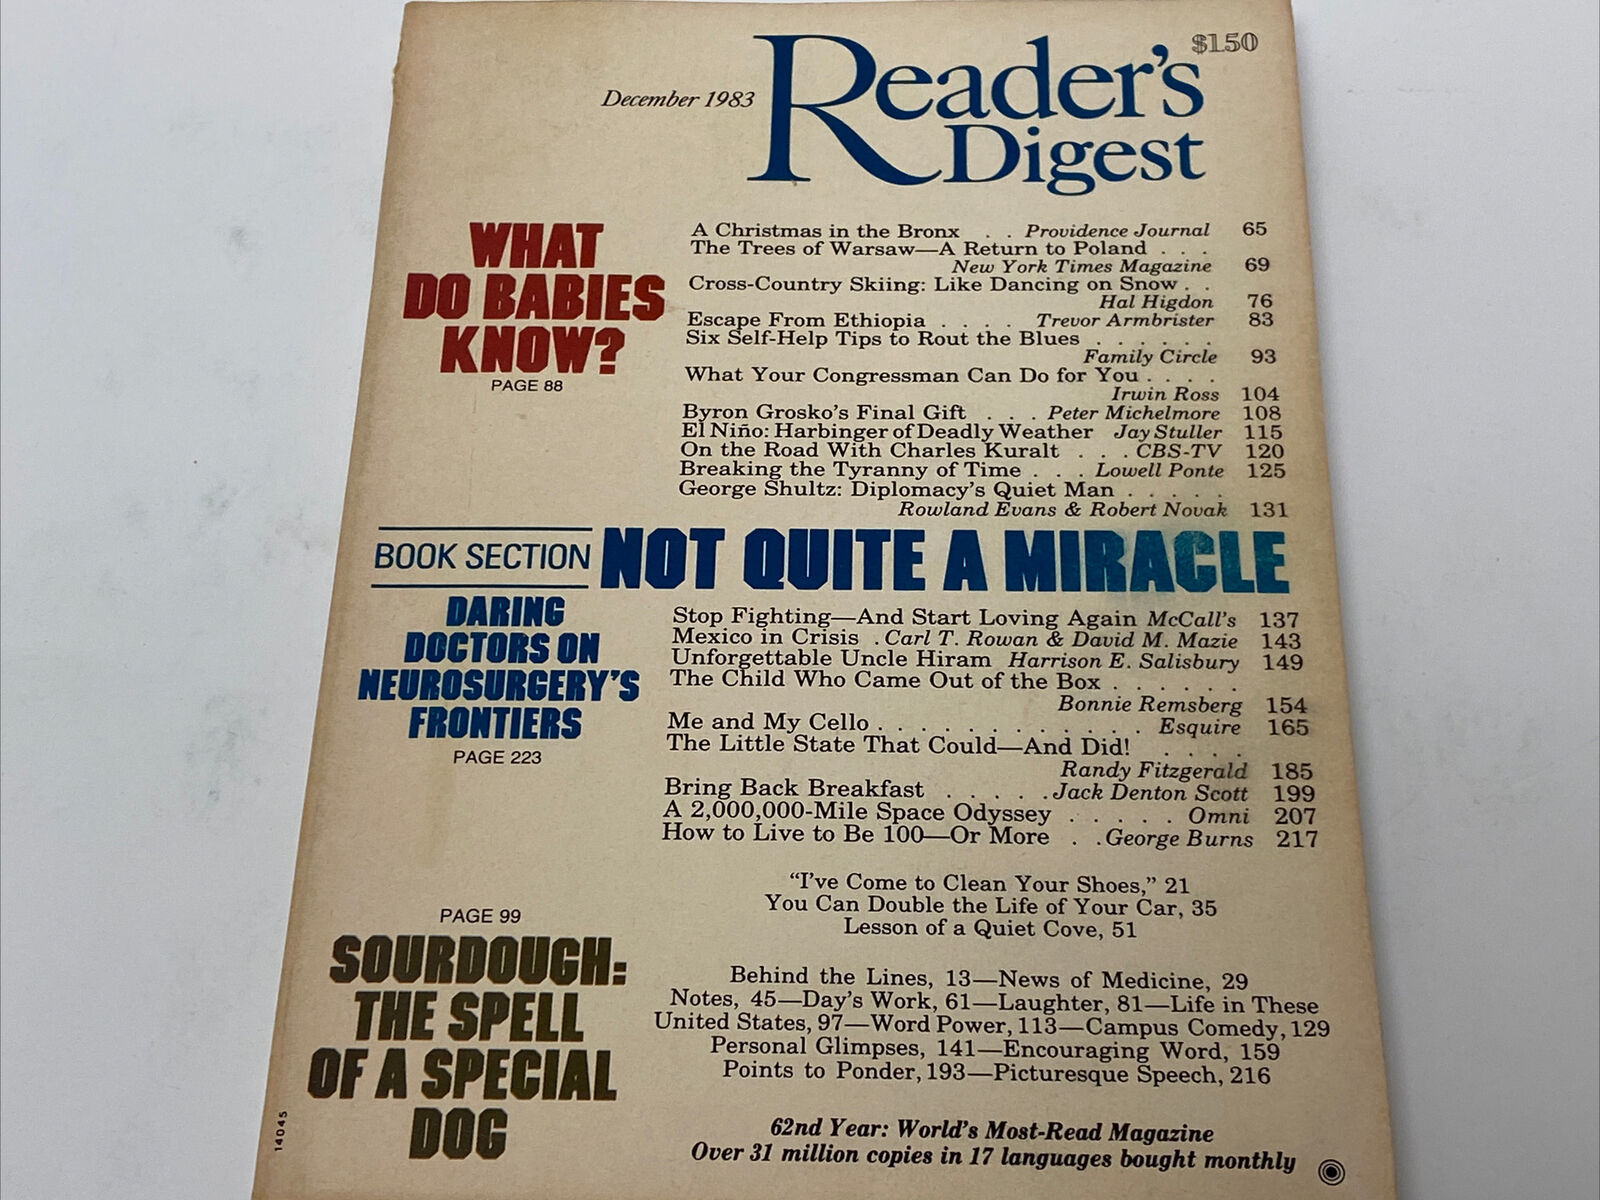 $1.50
December 1983
Reader's
Digest
WHAT
DO BABIES
KNOW?
PAGE 88
A Christmas in the Bronx . . Providence Journal 65
The Trees of Warsaw—A Return to Poland . . .
New York Times Magazine 69
Cross-Country Skiing: Like Dancing on Snow . .
Hal Higdon 76
Escape From Ethiopia . . . . Trevor Armbrister 83
Six Self-Help Tips to Rout the Blues . . . . . .
Family Circle 93
What Your Congressman Can Do for You . . . .
Irwin Ross 104
Byron Grosko's Final Gift . . . Peter Michelmore 108
El Niño: Harbinger of Deadly Weather Jay Stuller 115
On the Road With Charles Kuralt . . . CBS-TV 120
Breaking the Tyranny of Time . . . Lowell Ponte 125
George Shultz: Diplomacy's Quiet Man . . . . .
Rowland Evans & Robert Novak 131
BOOK SECTION NOT QUITE A MIRACLE
DARING
DOCTORS ON
NEUROSURGERY'S
FRONTIERS
PAGE 223
Stop Fighting—And Start Loving Again McCall's 137
Mexico in Crisis . Carl T. Rowan & David M. Mazie 143
Unforgettable Uncle Hiram Harrison E. Salisbury 149
The Child Who Came Out of the Box . . . . . .
Bonnie Remsberg 154
Me and My Cello . . . . . . . . . . . Esquire 165
The Little State That Could—And Did! . . . .
Randy Fitzgerald 185
Bring Back Breakfast . . . . . Jack Denton Scott 199
A 2,000,000-Mile Space Odyssey . . . . . Omni 207
How to Live to Be 100—Or More . . George Burns 217
"I've Come to Clean Your Shoes," 21
You Can Double the Life of Your Car, 35
Lesson of a Quiet Cove, 51
PAGE 99
SOURDOUGH:
THE SPELL
OF A SPECIAL
DOG
Behind the Lines, 13—News of Medicine, 29
Notes, 45—Day's Work, 61—Laughter, 81—Life in These
United States, 97—Word Power, 113—Campus Comedy, 129
Personal Glimpses, 141—Encouraging Word, 159
Points to Ponder, 193—Picturesque Speech, 216
62nd Year: World's Most-Read Magazine
Over 31 million copies in 17 languages bought monthly
14045